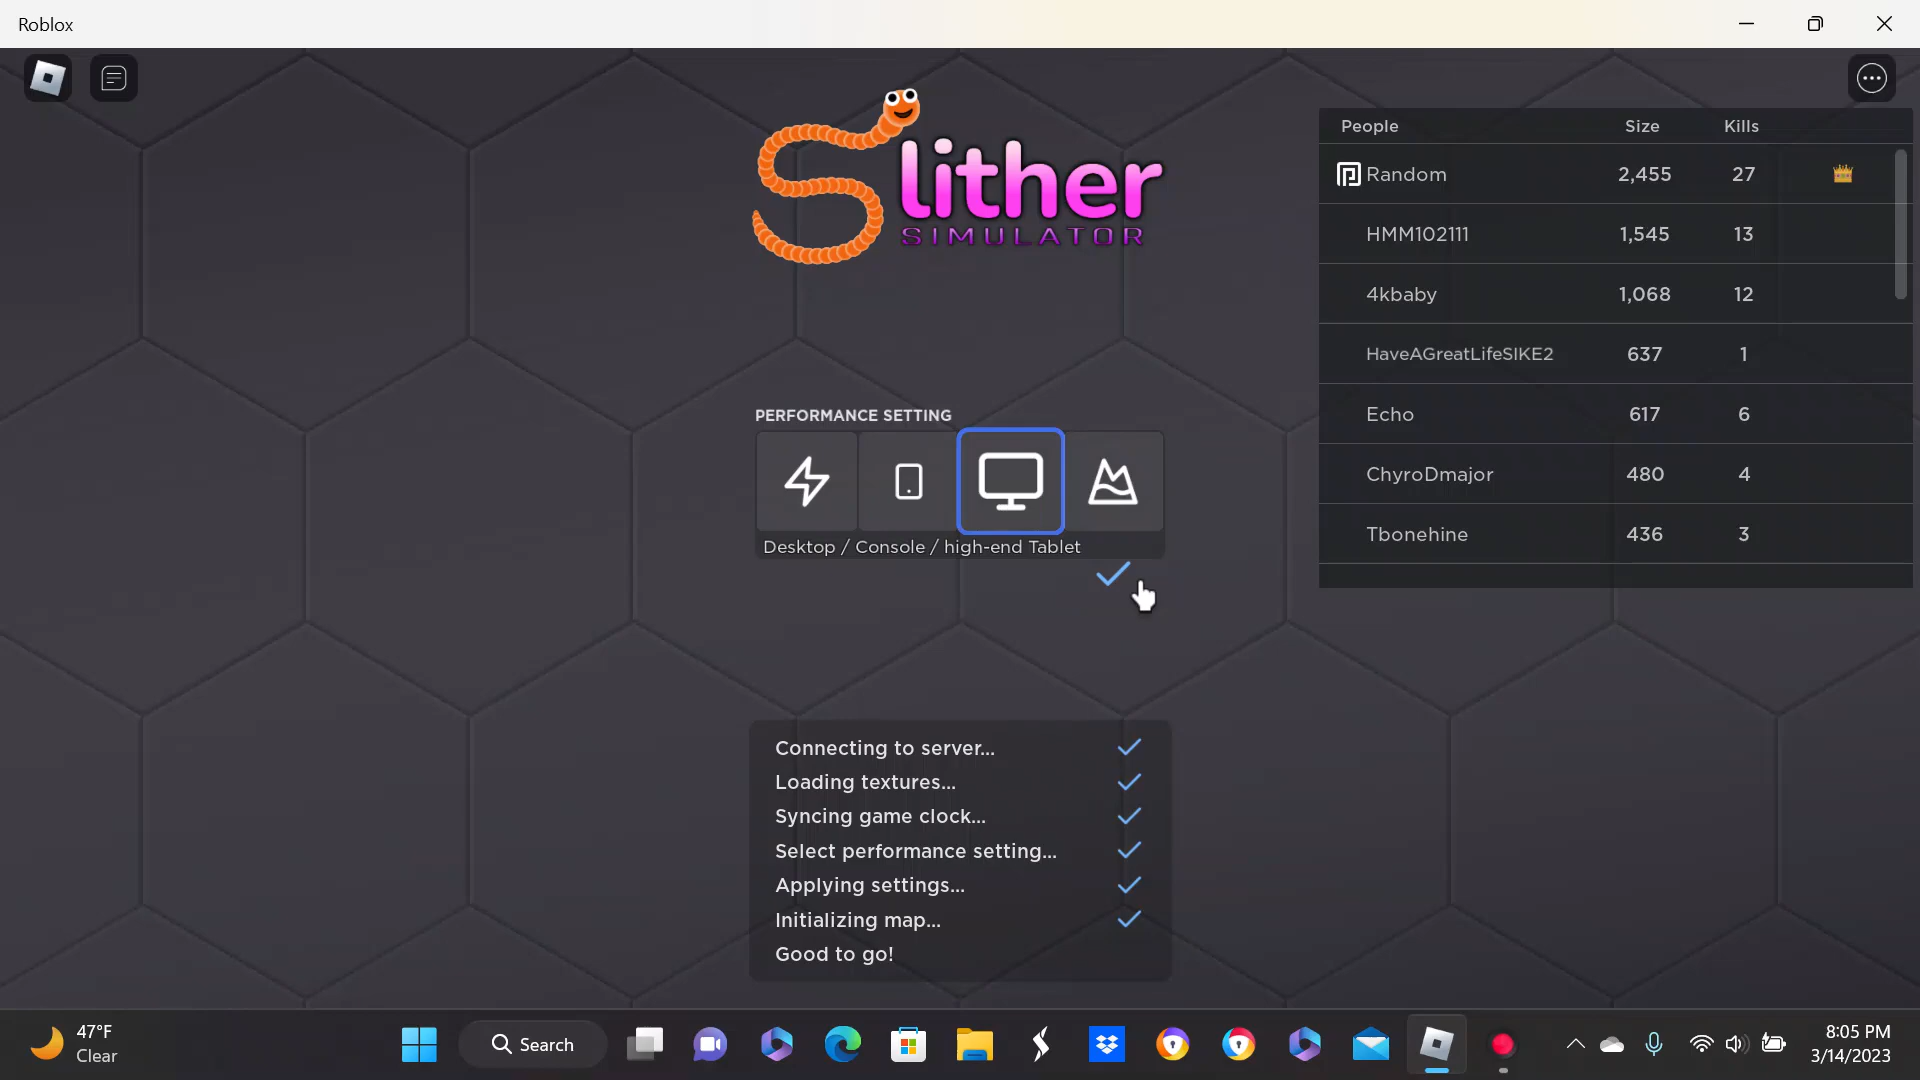 Roblox
Slither
SIMULATOR
People Size Kills
Random 2,455 27
HMM102111 1,545 13
4kbaby 1,068 12
HaveAGreatLifeSIKE2 637 1
Echo 617 6
ChyroDmajor 480 4
Tbonehine 436 3
PERFORMANCE SETTING
Desktop / Console / high-end Tablet
Connecting to server...
Loading textures...
Syncing game clock...
Select performance setting...
Applying settings...
Initializing map...
Good to go!
47°F
Clear
Search
8:05 PM
3/14/2023